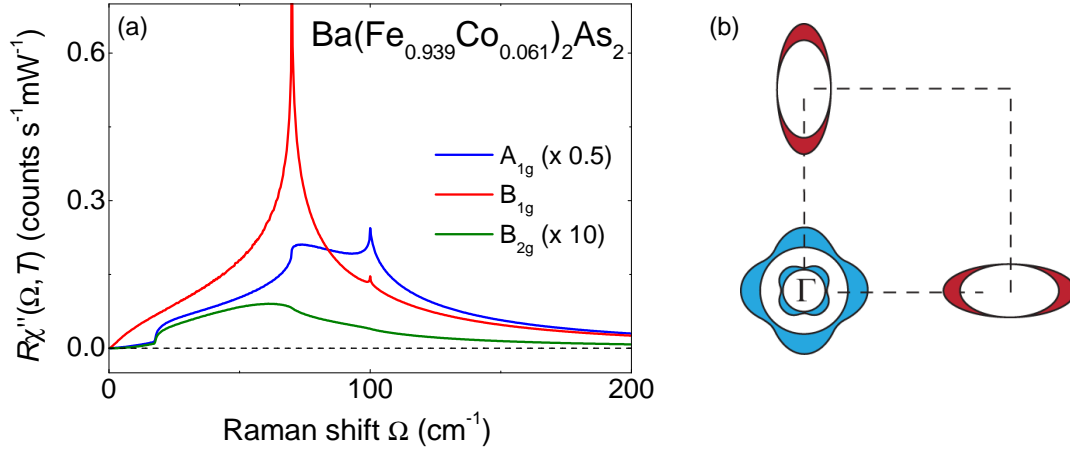 (a)
Ba(Fe0.939Co0.061)2As2
0.6
0.3
0.0
Rχ''(Ω,T) (counts s⁻¹mW⁻¹)
A1g (x 0.5)
B1g
B2g (x 10)
0
100
200
Raman shift Ω (cm⁻¹)
(b)
Γ